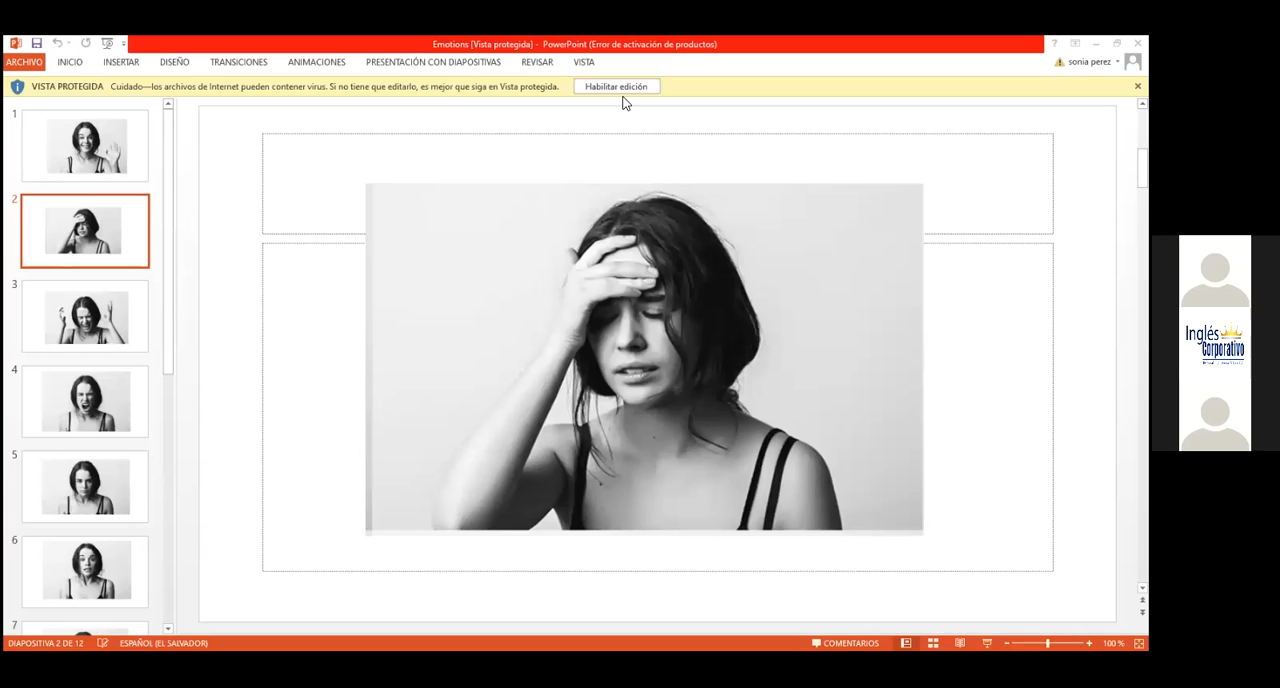 Emotions [Vista protegida] - PowerPoint (Error de activación de productos)
ARCHIVO INICIO INSERTAR DISEÑO TRANSICIONES ANIMACIONES PRESENTACIÓN CON DIAPOSITIVAS REVISAR VISTA sonia perez
VISTA PROTEGIDA Cuidado—los archivos de Internet pueden contener virus. Si no tiene que editarlo, es mejor que siga en Vista protegida. Habilitar edición
1
2
3
4
5
6
7
Inglés
Corporativo
DIAPOSITIVA 2 DE 12 ESPAÑOL (EL SALVADOR) COMENTARIOS 100 %